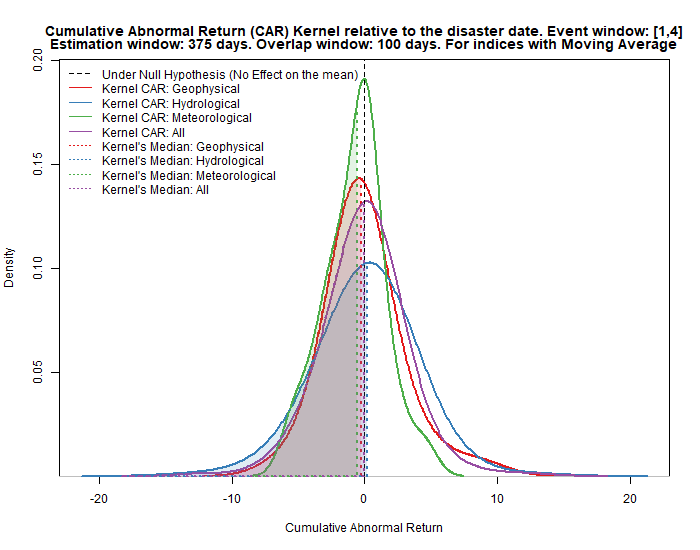 Cumulative Abnormal Return (CAR) Kernel relative to the disaster date. Event window: [1,4]
Estimation window: 375 days. Overlap window: 100 days. For indices with Moving Average
Under Null Hypothesis (No Effect on the mean)
Kernel CAR: Geophysical
Kernel CAR: Hydrological
Kernel CAR: Meteorological
Kernel CAR: All
Kernel's Median: Geophysical
Kernel's Median: Hydrological
Kernel's Median: Meteorological
Kernel's Median: All
0.20
0.15
0.10
0.05
Density
-20 -10 0 10 20
Cumulative Abnormal Return